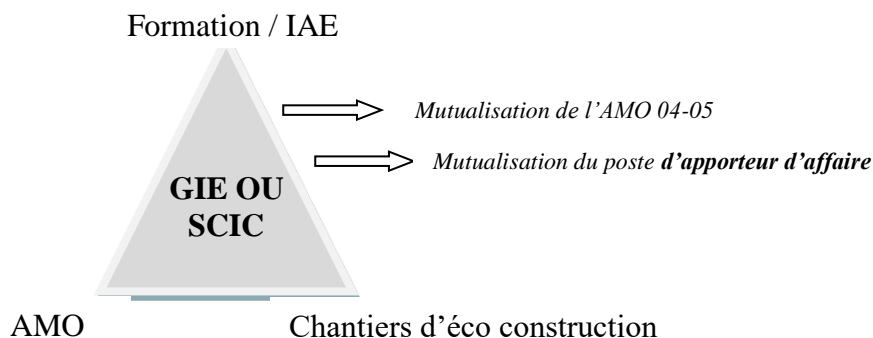 Formation / IAE
Mutualisation de l’AMO 04-05
Mutualisation du poste d’apporteur d’affaire
GIE OU
SCIC
AMO
Chantiers d’éco construction